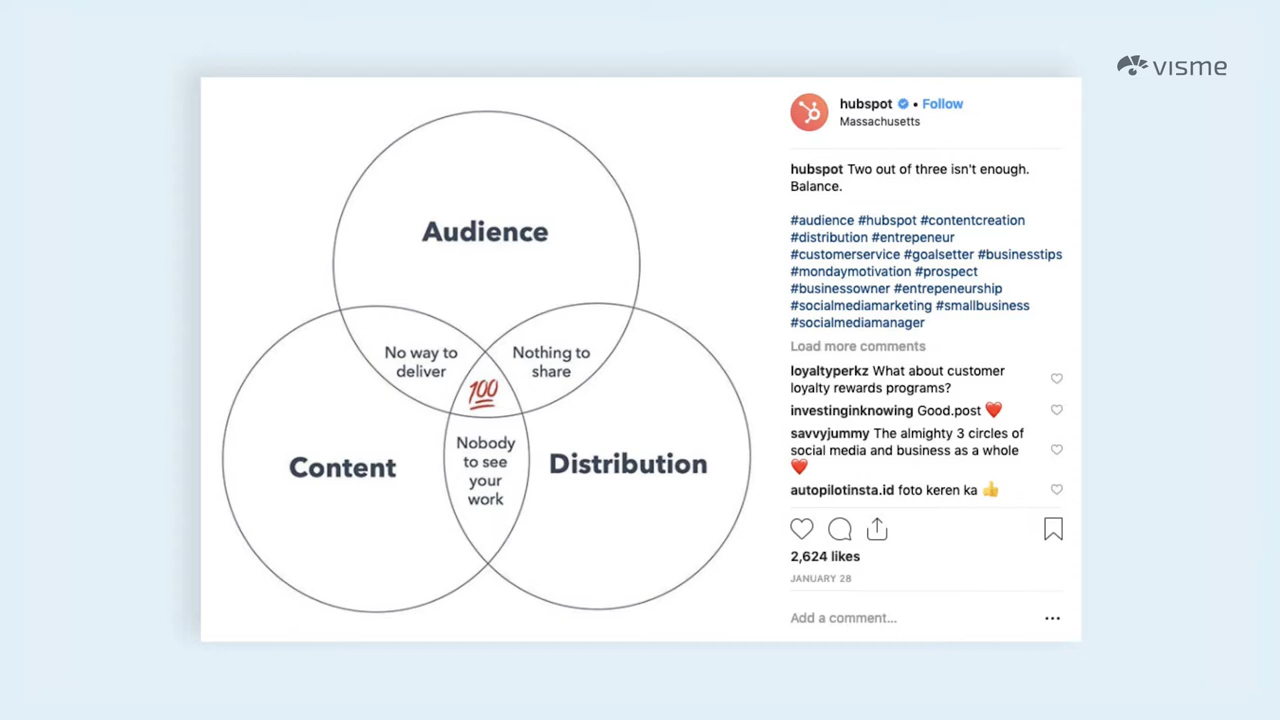 visme
Audience
No way to
deliver
Nothing to
share
💯
Content
Nobody
to see
your
work
Distribution
hubspot • Follow
Massachusetts
hubspot Two out of three isn't enough.
Balance.
#audience #hubspot #contentcreation
#distribution #entrepeneur
#customerservice #goalsetter #businesstips
#mondaymotivation #prospect
#businessowner #entrepeneurship
#socialmediamarketing #smallbusiness
#socialmediamanager
Load more comments
loyaltyperkz What about customer
loyalty rewards programs?
investinginknowing Good.post ❤️
savvyjummy The almighty 3 circles of
social media and business as a whole
❤️
autopilotinsta.id foto keren ka 👍
2,624 likes
JANUARY 28
Add a comment...